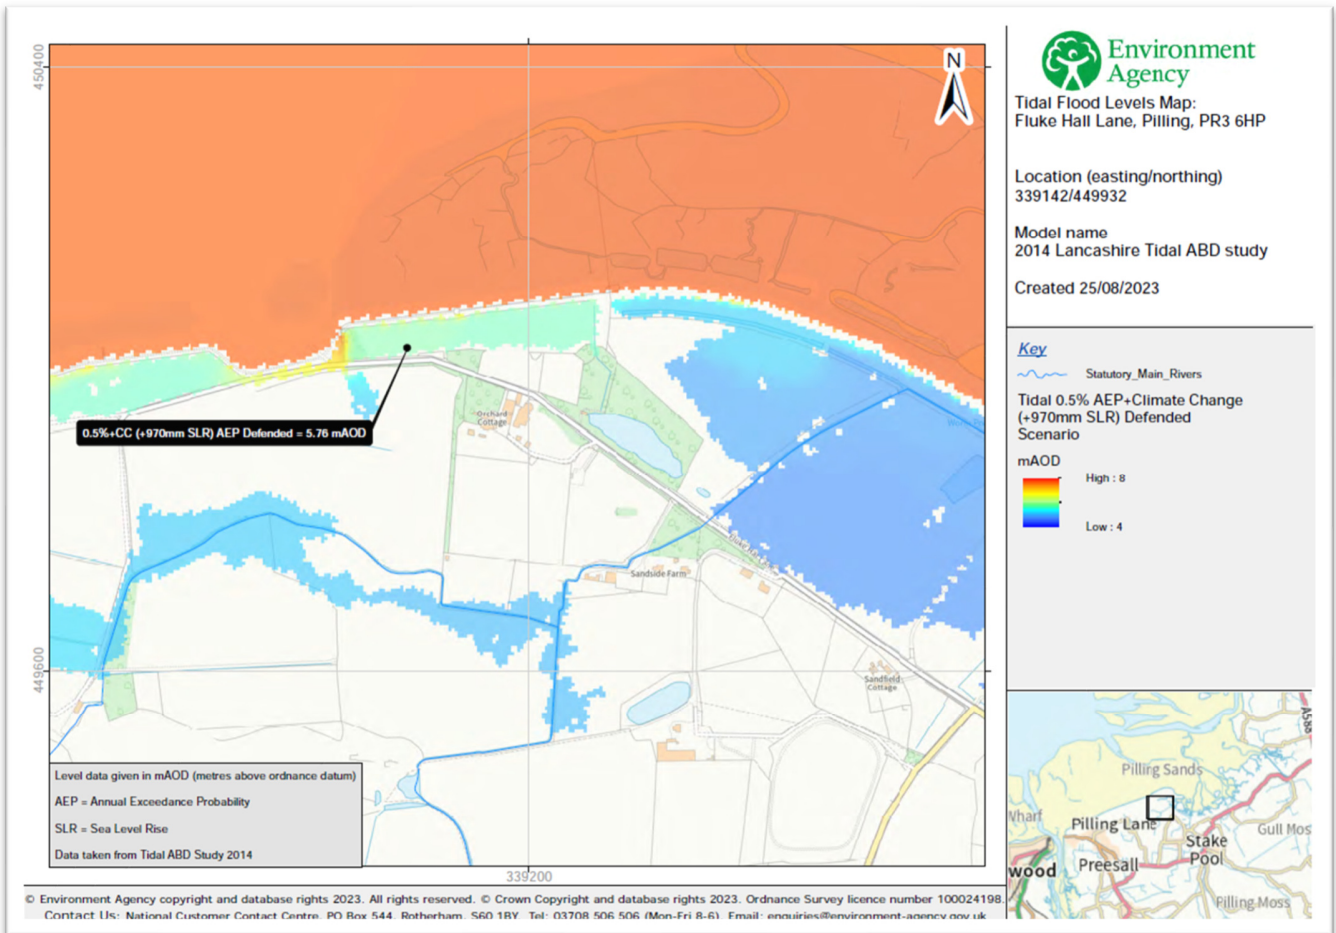 450400
N
0.5%+CC (+970mm SLR) AEP Defended = 5.76 mAOD
Orchard
Cottage
Sandside Farm
Sandfield
Cottage
449600
339200
Level data given in mAOD (metres above ordnance datum)
AEP = Annual Exceedance Probability
SLR = Sea Level Rise
Data taken from Tidal ABD Study 2014
Environment
Agency
Tidal Flood Levels Map:
Fluke Hall Lane, Pilling, PR3 6HP
Location (easting/northing)
339142/449932
Model name
2014 Lancashire Tidal ABD study
Created 25/08/2023
Key
Statutory_Main_Rivers
Tidal 0.5% AEP+Climate Change
(+970mm SLR) Defended
Scenario
mAOD
High : 8
Low : 4
A588
Pilling Sands
Wharf
Pilling Lane
Gull Mos
Stake
Pool
Preesall
wood
Pilling Moss
© Environment Agency copyright and database rights 2023. All rights reserved. © Crown Copyright and database rights 2023. Ordnance Survey licence number 100024198.
Contact Us: National Customer Contact Centre, PO Box 544, Rotherham, S60 1BY. Tel: 03708 506 506 (Mon-Fri 8-6). Email: enquiries@environment-agency.gov.uk